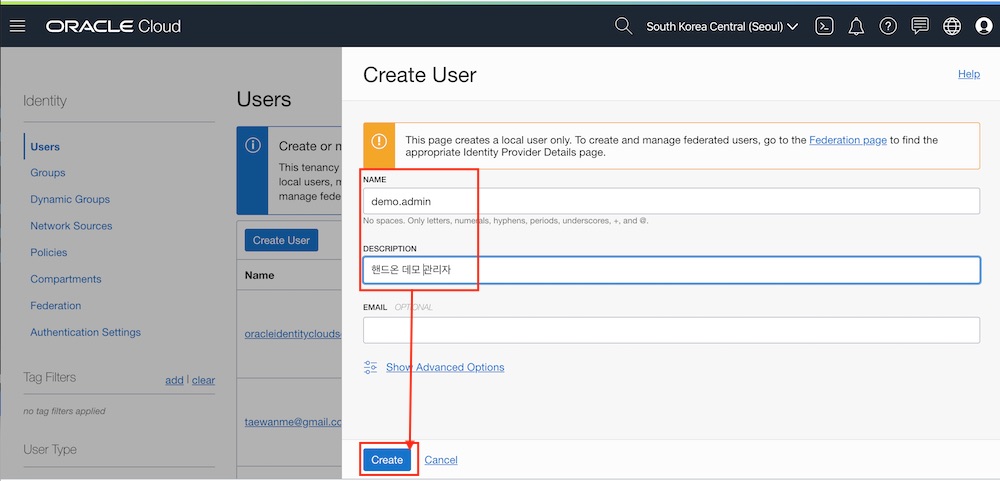 ORACLE Cloud
South Korea Central (Seoul)
Identity
Users
Groups
Dynamic Groups
Network Sources
Policies
Compartments
Federation
Authentication Settings
Tag Filters
add | clear
no tag filters applied
User Type
Users
Create or
This tenancy
local users, m
manage fede
Create User
Name
oracleidentityclouds
taewanme@gmail.co
Create User
Help
This page creates a local user only. To create and manage federated users, go to the Federation page to find the
appropriate Identity Provider Details page.
NAME
demo.admin
No spaces. Only letters, numerals, hyphens, periods, underscores, +, and @.
DESCRIPTION
핸드온 데모 관리자
EMAIL OPTIONAL
Show Advanced Options
Create
Cancel